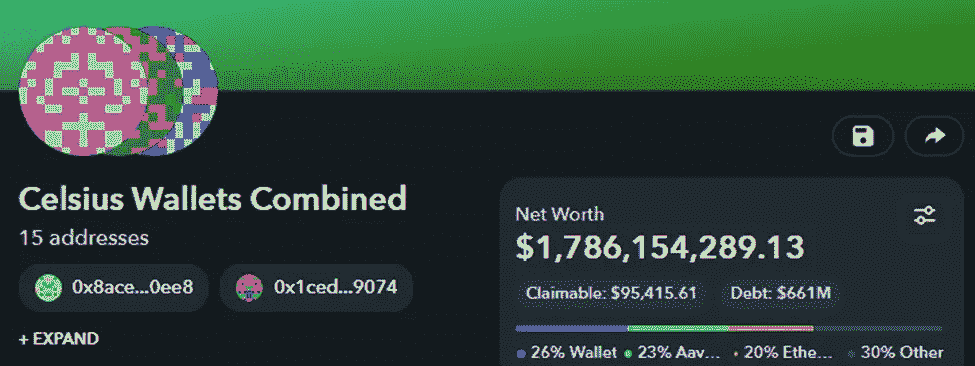 Celsius Wallets Combined
15 addresses
0x8ace...0ee8 0x1ced...9074
+ EXPAND
Net Worth
$1,786,154,289.13
Claimable: $95,415.61 Debt: $661M
26% Wallet 23% Aav... 20% Ethe... 30% Other